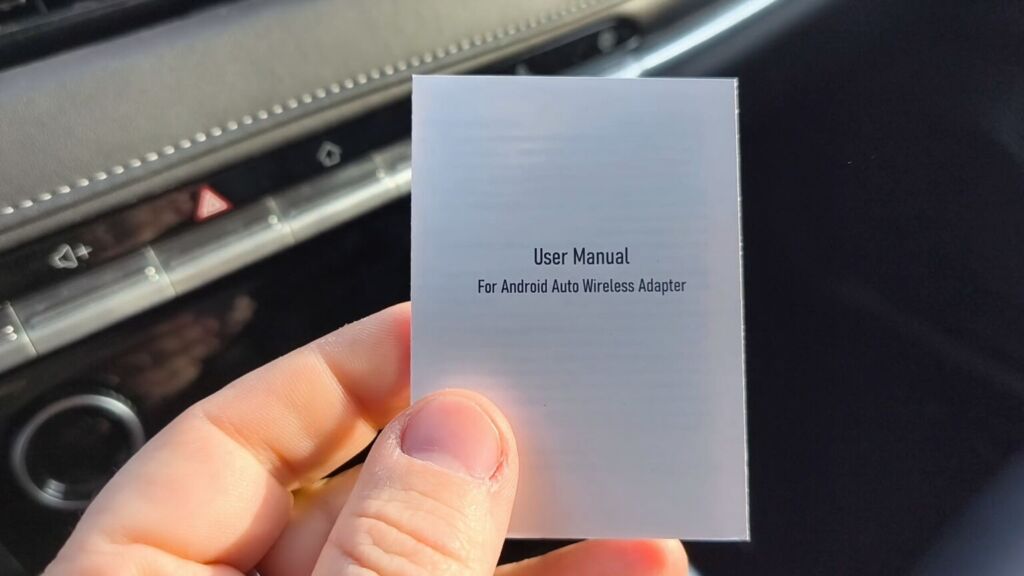 User Manual
For Android Auto Wireless Adapter